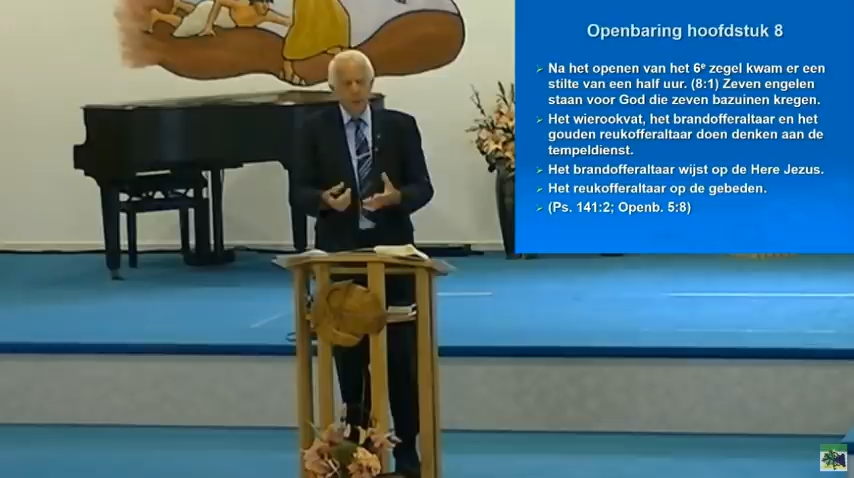 Openbaring hoofdstuk 8
Na het openen van het 6e zegel kwam er een
stilte van een half uur. (8:1) Zeven engelen
staan voor God die zeven bazuinen kregen.
Het wierookvat, het brandofferaltaar en het
gouden reukofferaltaar doen denken aan de
tempeldienst.
Het brandofferaltaar wijst op de Here Jezus.
Het reukofferaltaar op de gebeden.
(Ps. 141:2; Openb. 5:8)